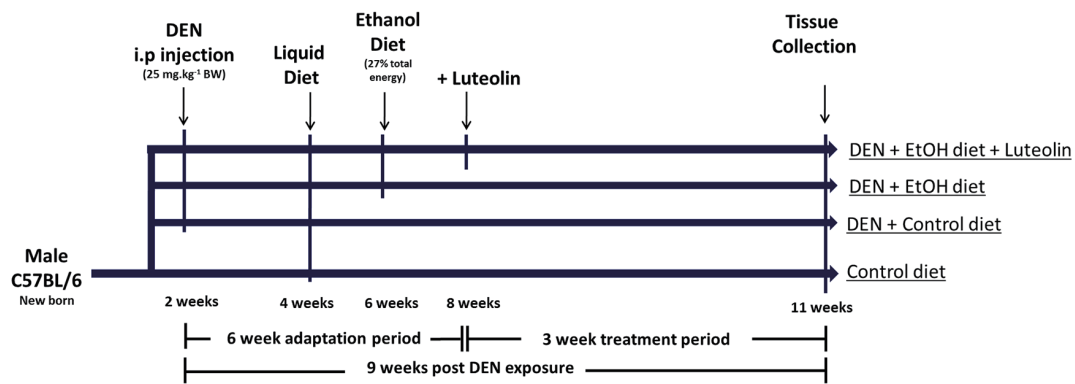 DEN
i.p injection
(25 mg.kg⁻¹ BW)
Liquid
Diet
Ethanol
Diet
(27% total
energy)
+ Luteolin
Tissue
Collection
DEN + EtOH diet + Luteolin
DEN + EtOH diet
DEN + Control diet
Control diet
Male
C57BL/6
New born
2 weeks
4 weeks
6 weeks
8 weeks
11 weeks
6 week adaptation period
3 week treatment period
9 weeks post DEN exposure